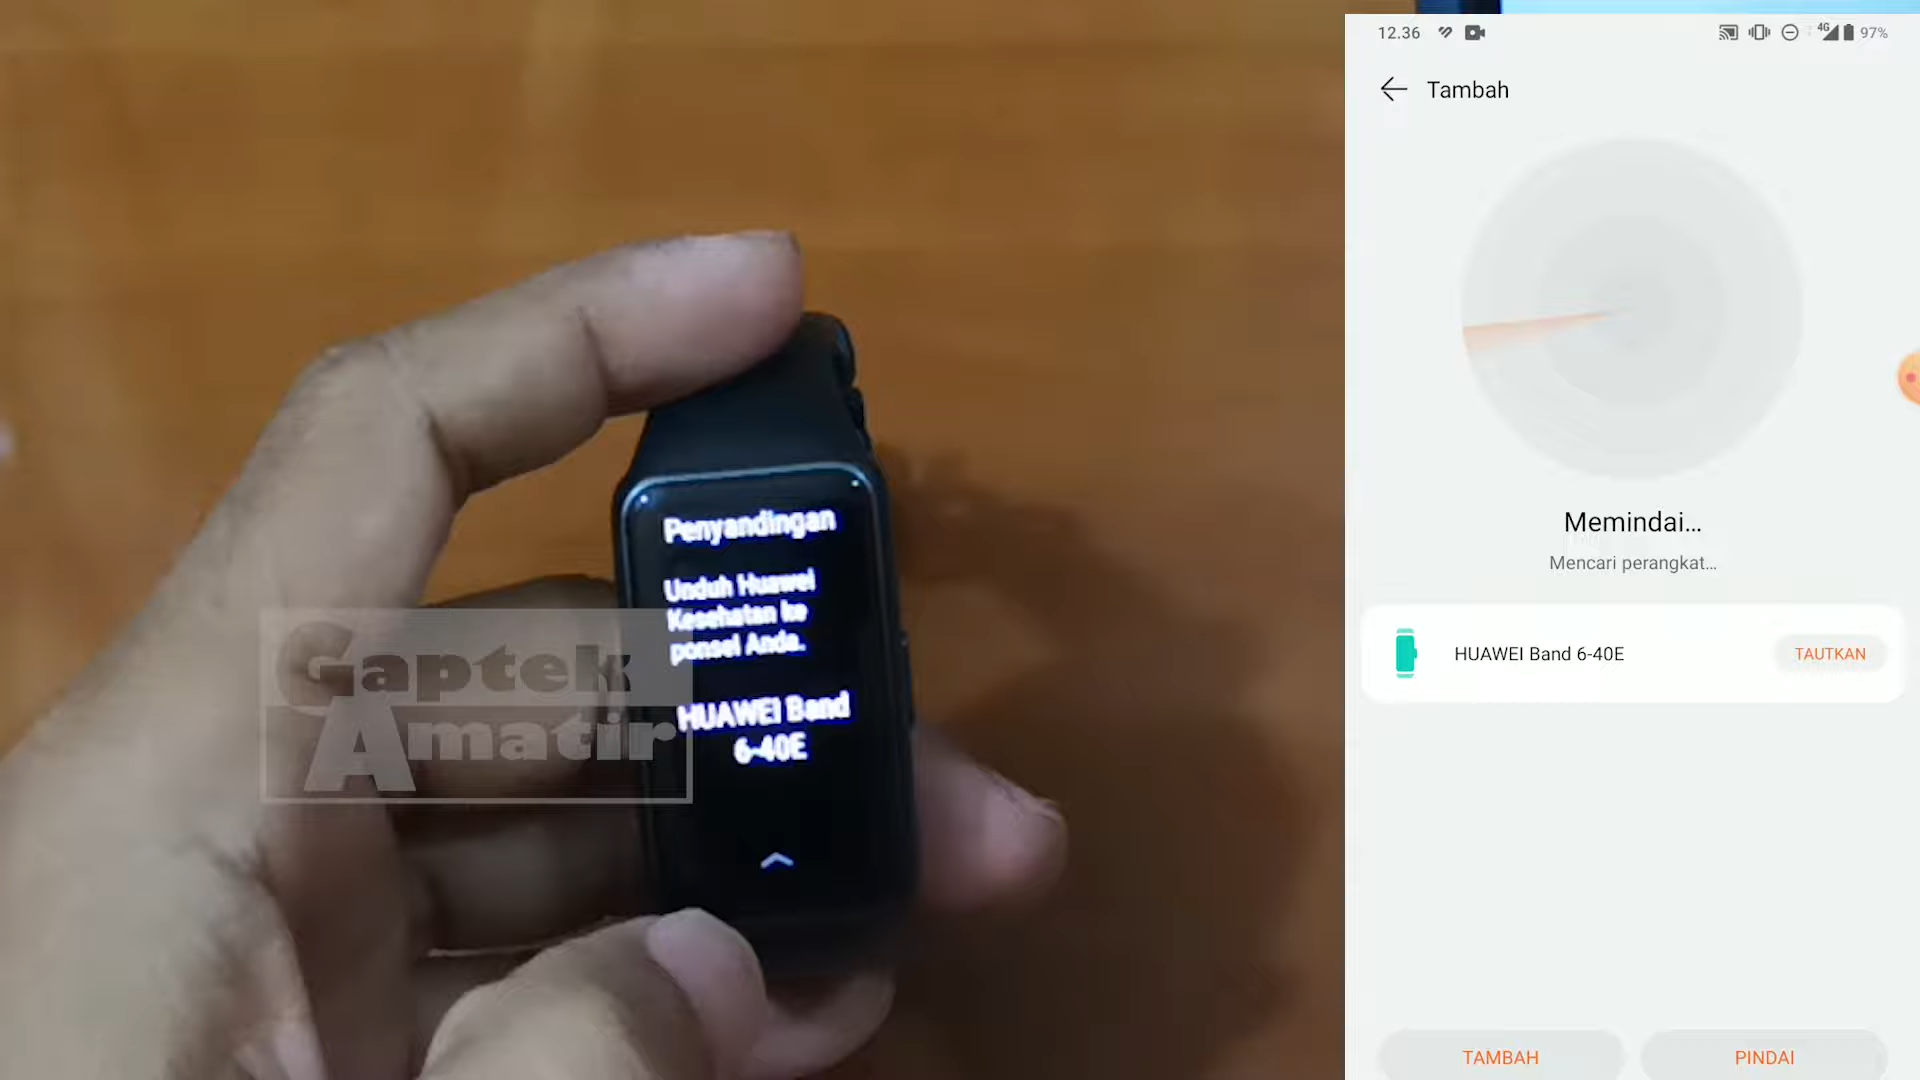 Penyandingan
Unduh Huawei
Kesehatan ke
ponsel Anda.
HUAWEI Band
6-40E
Gaptek
Amatir
12.36
4G
97%
Tambah
Memindai...
Mencari perangkat...
HUAWEI Band 6-40E
TAUTKAN
TAMBAH
PINDAI